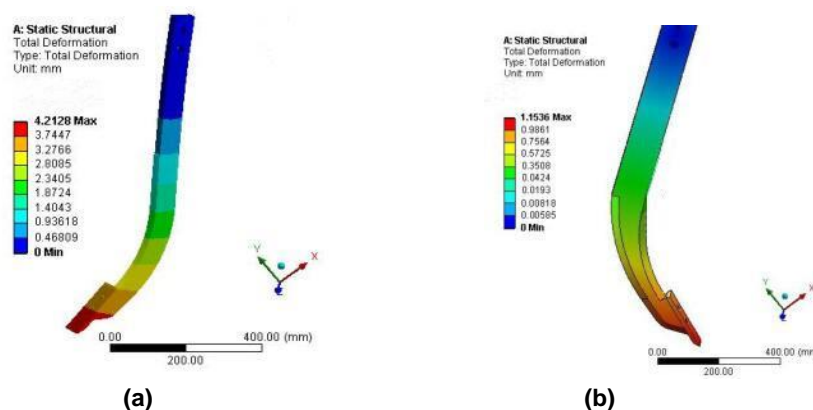 A: Static Structural
Total Deformation
Type: Total Deformation
Unit: mm
4.2128 Max
3.7447
3.2766
2.8085
2.3405
1.8724
1.4043
0.93618
0.46809
0 Min
Y
X
Z
0.00
400.00 (mm)
200.00
(a)
A: Static Structural
Total Deformation
Type: Total Deformation
Unit: mm
1.1536 Max
0.9861
0.7564
0.5725
0.3508
0.0424
0.0193
0.00818
0.00585
0 Min
Y
X
Z
0.00
400.00 (mm)
200.00
(b)